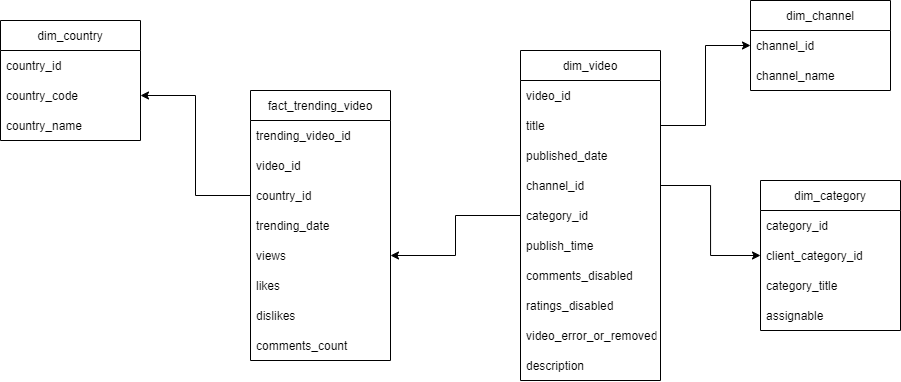 dim_country
country_id
country_code
country_name
fact_trending_video
trending_video_id
video_id
country_id
trending_date
views
likes
dislikes
comments_count
dim_video
video_id
title
published_date
channel_id
category_id
publish_time
comments_disabled
ratings_disabled
video_error_or_removed
description
dim_channel
channel_id
channel_name
dim_category
category_id
client_category_id
category_title
assignable